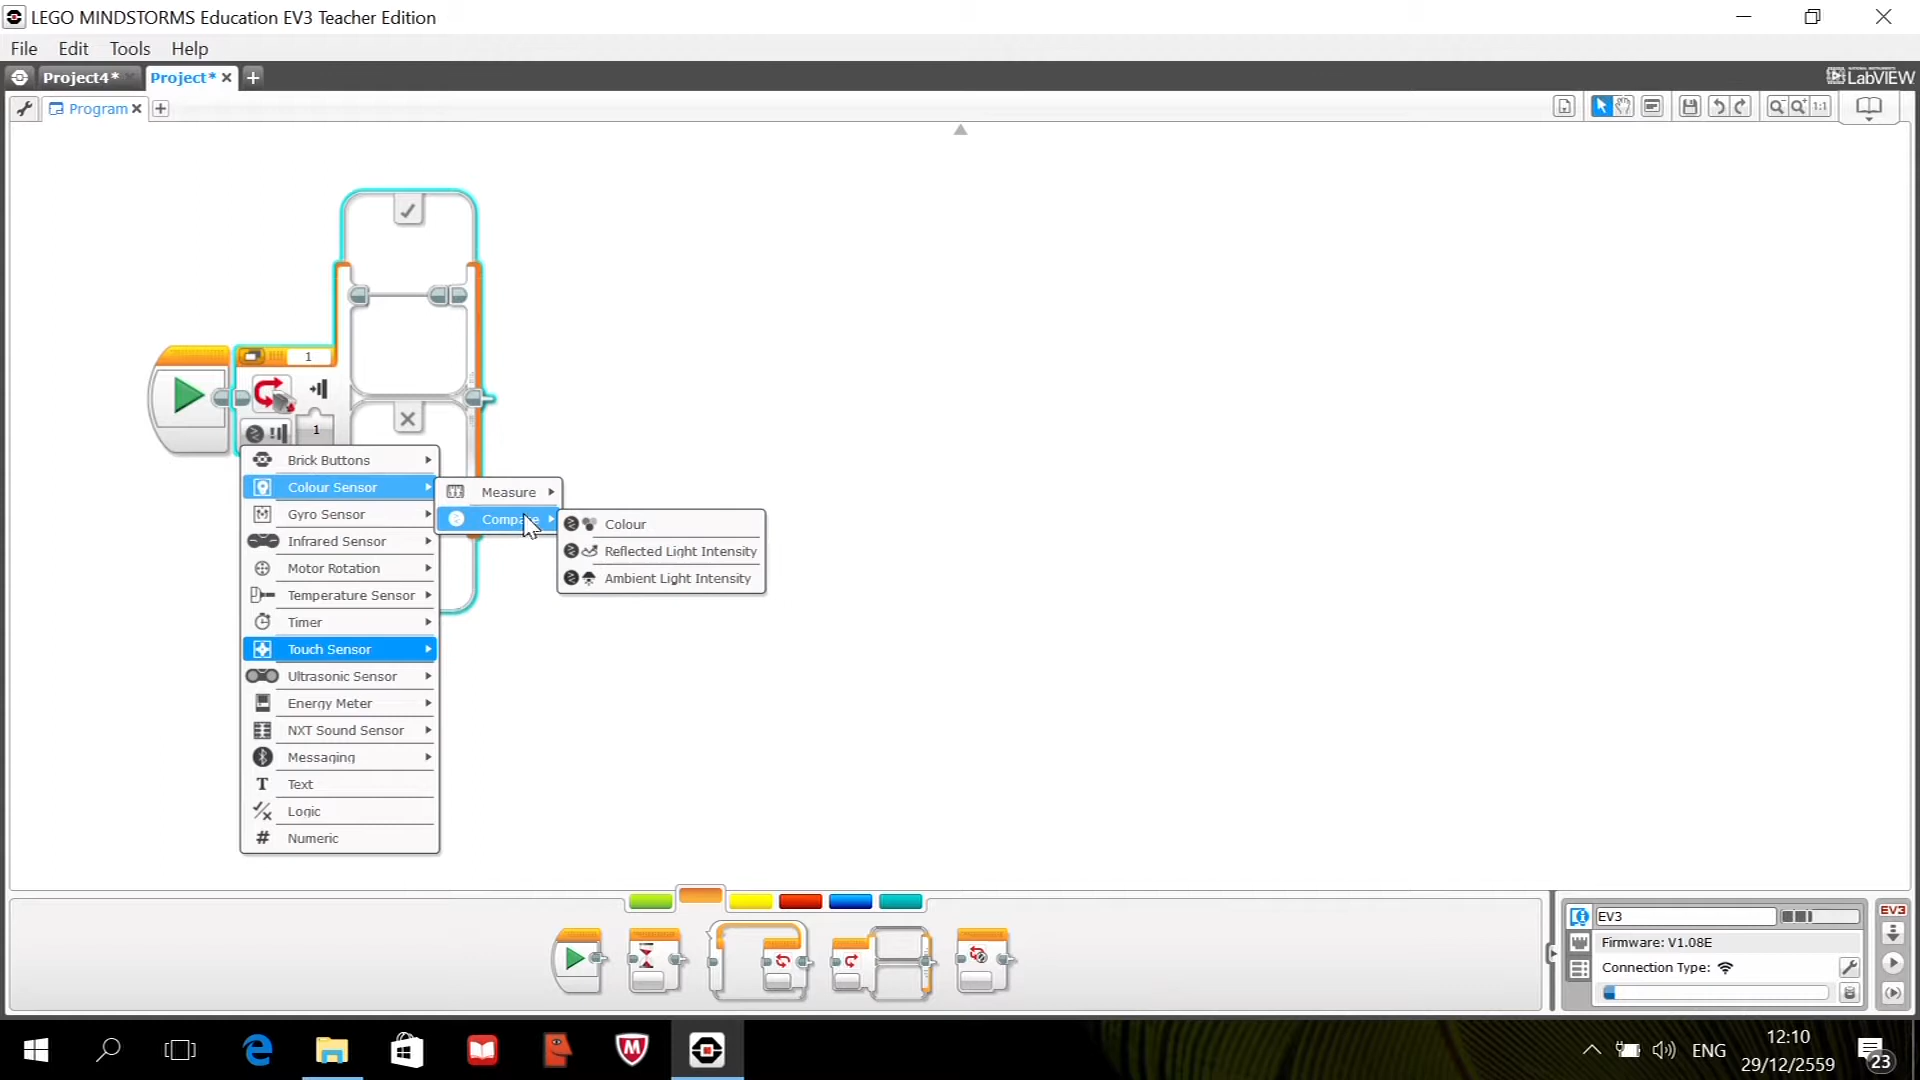 LEGO MINDSTORMS Education EV3 Teacher Edition
File Edit Tools Help
Project4* Project*
LabVIEW
Program
1:1
1
1
Brick Buttons
Colour Sensor
Gyro Sensor
Infrared Sensor
Motor Rotation
Temperature Sensor
Timer
Touch Sensor
Ultrasonic Sensor
Energy Meter
NXT Sound Sensor
Messaging
Text
Logic
Numeric
Measure
Compare
Colour
Reflected Light Intensity
Ambient Light Intensity
EV3
EV3
Firmware: V1.08E
Connection Type:
ENG
12:10
29/12/2559
23